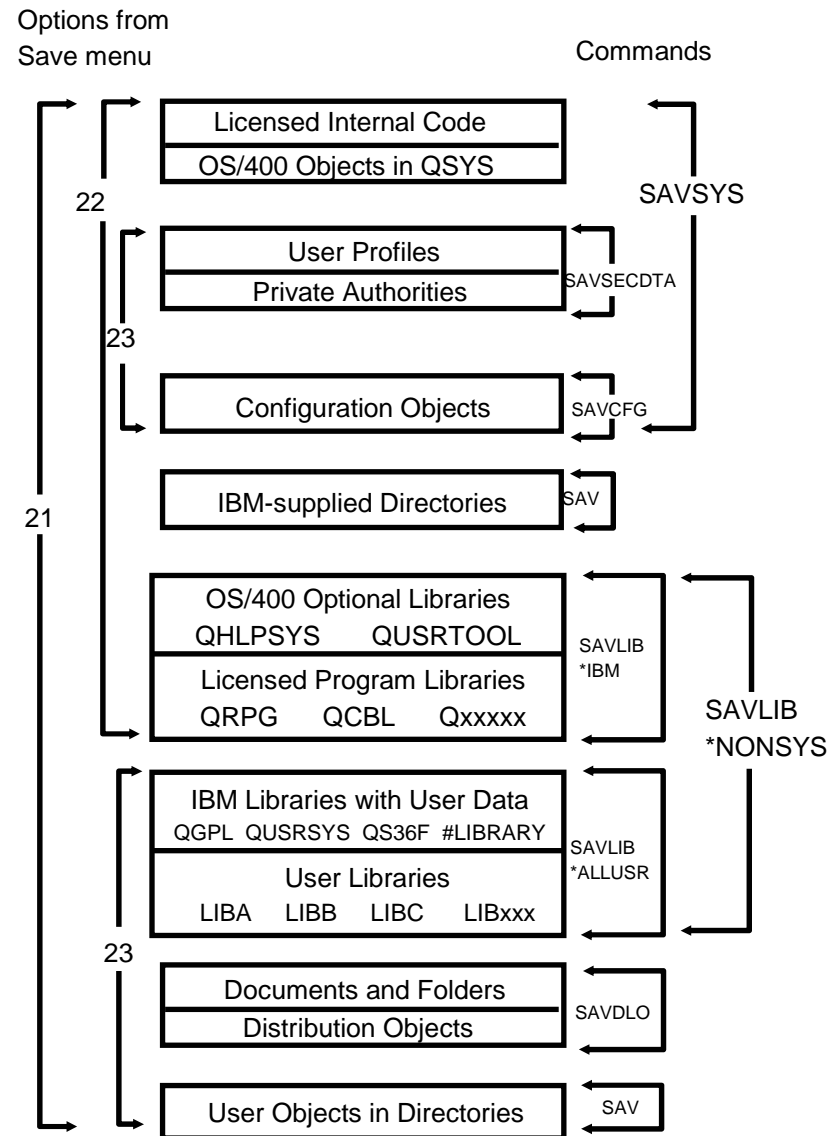 Options from
Save menu
Commands
Licensed Internal Code
OS/400 Objects in QSYS
22
SAVSYS
User Profiles
Private Authorities
SAVSECDTA
23
Configuration Objects
SAVCFG
IBM-supplied Directories
SAV
21
OS/400 Optional Libraries
QHLPSYS QUSRTOOL
Licensed Program Libraries
QRPG QCBL Qxxxxx
SAVLIB
*IBM
SAVLIB
*NONSYS
IBM Libraries with User Data
QGPL QUSRSYS QS36F #LIBRARY
User Libraries
LIBA LIBB LIBC LIBxxx
SAVLIB
*ALLUSR
23
Documents and Folders
Distribution Objects
SAVDLO
User Objects in Directories
SAV